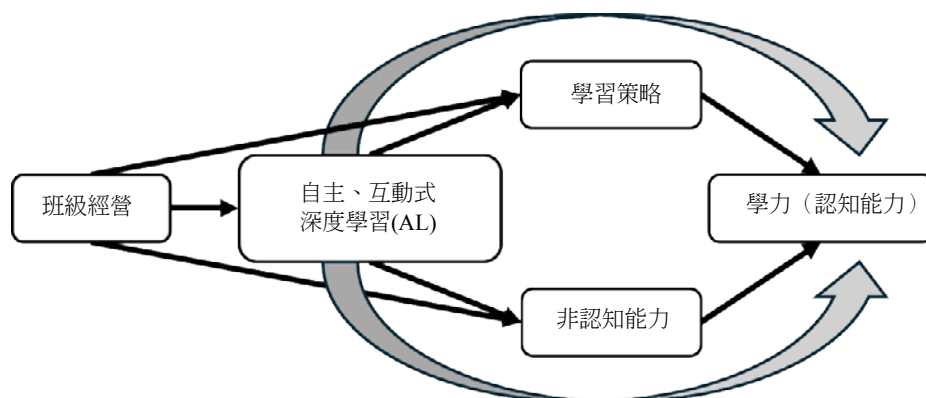 學習策略
班級經營
自主、互動式
深度學習(AL)
學力（認知能力）
非認知能力